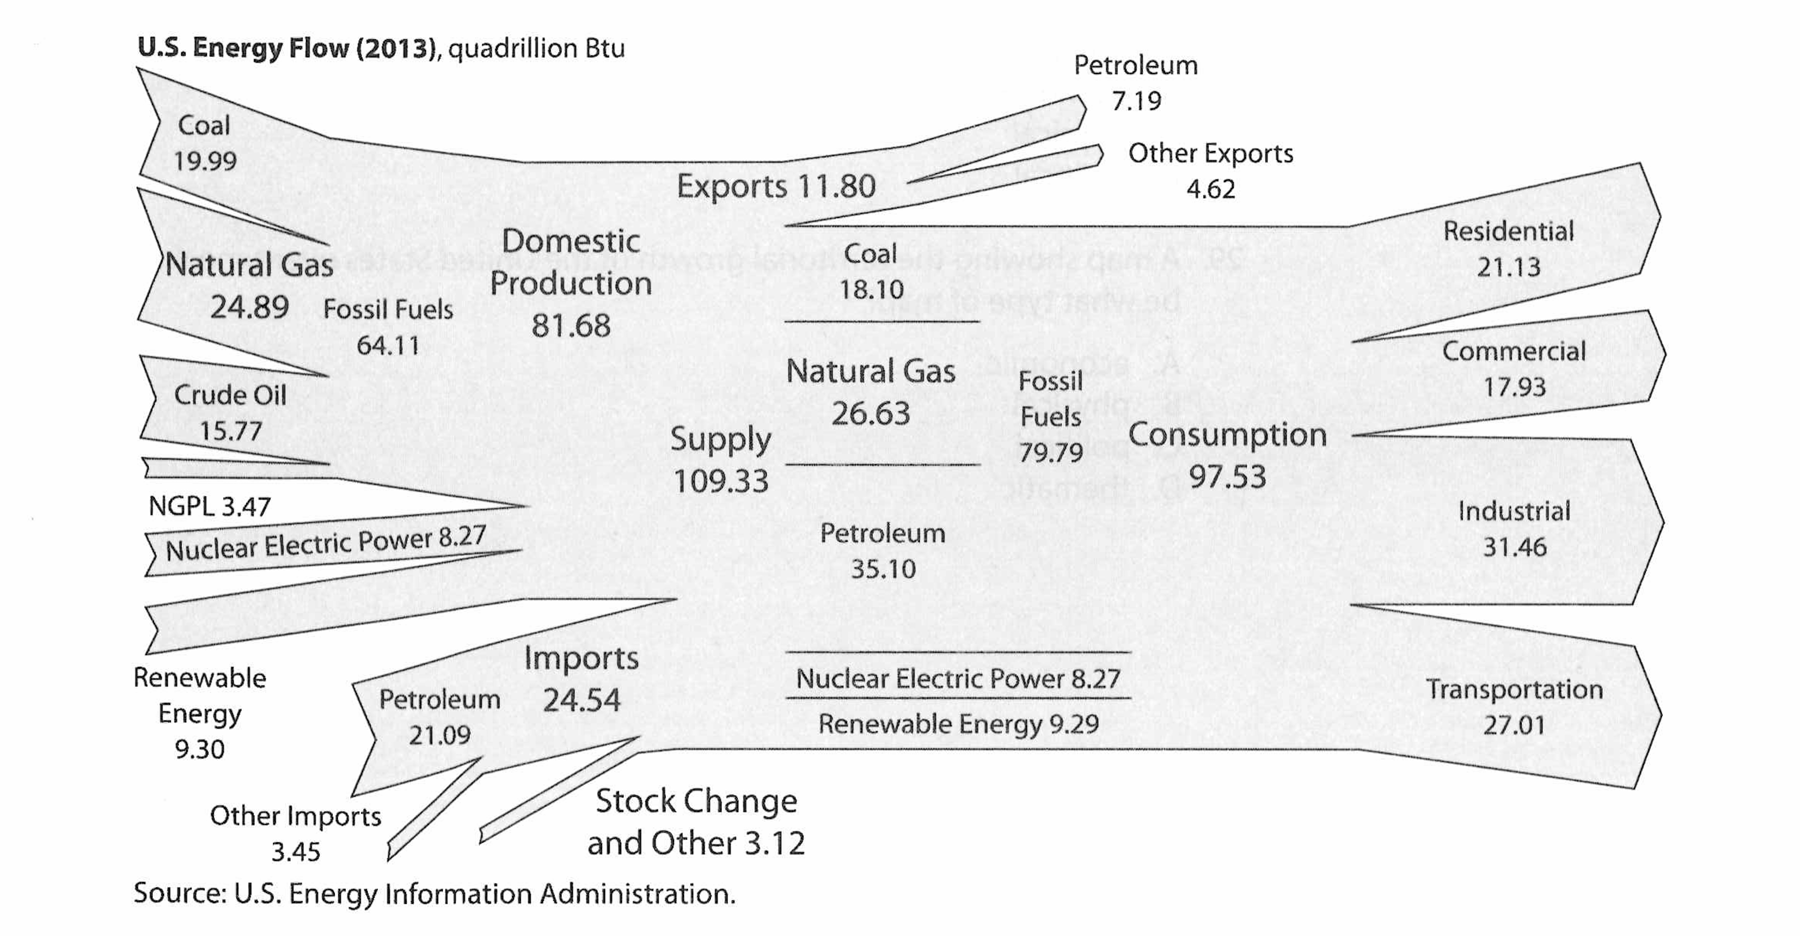 U.S. Energy Flow (2013), quadrillion Btu
Coal
19.99
Natural Gas
24.89
Fossil Fuels
64.11
Crude Oil
15.77
NGPL 3.47
Nuclear Electric Power 8.27
Renewable
Energy
9.30
Domestic
Production
81.68
Petroleum
21.09
Imports
24.54
Other Imports
3.45
Stock Change
and Other 3.12
Supply
109.33
Exports 11.80
Petroleum
7.19
Other Exports
4.62
Coal
18.10
Natural Gas
26.63
Petroleum
35.10
Fossil
Fuels
79.79
Nuclear Electric Power 8.27
Renewable Energy 9.29
Consumption
97.53
Residential
21.13
Commercial
17.93
Industrial
31.46
Transportation
27.01
Source: U.S. Energy Information Administration.